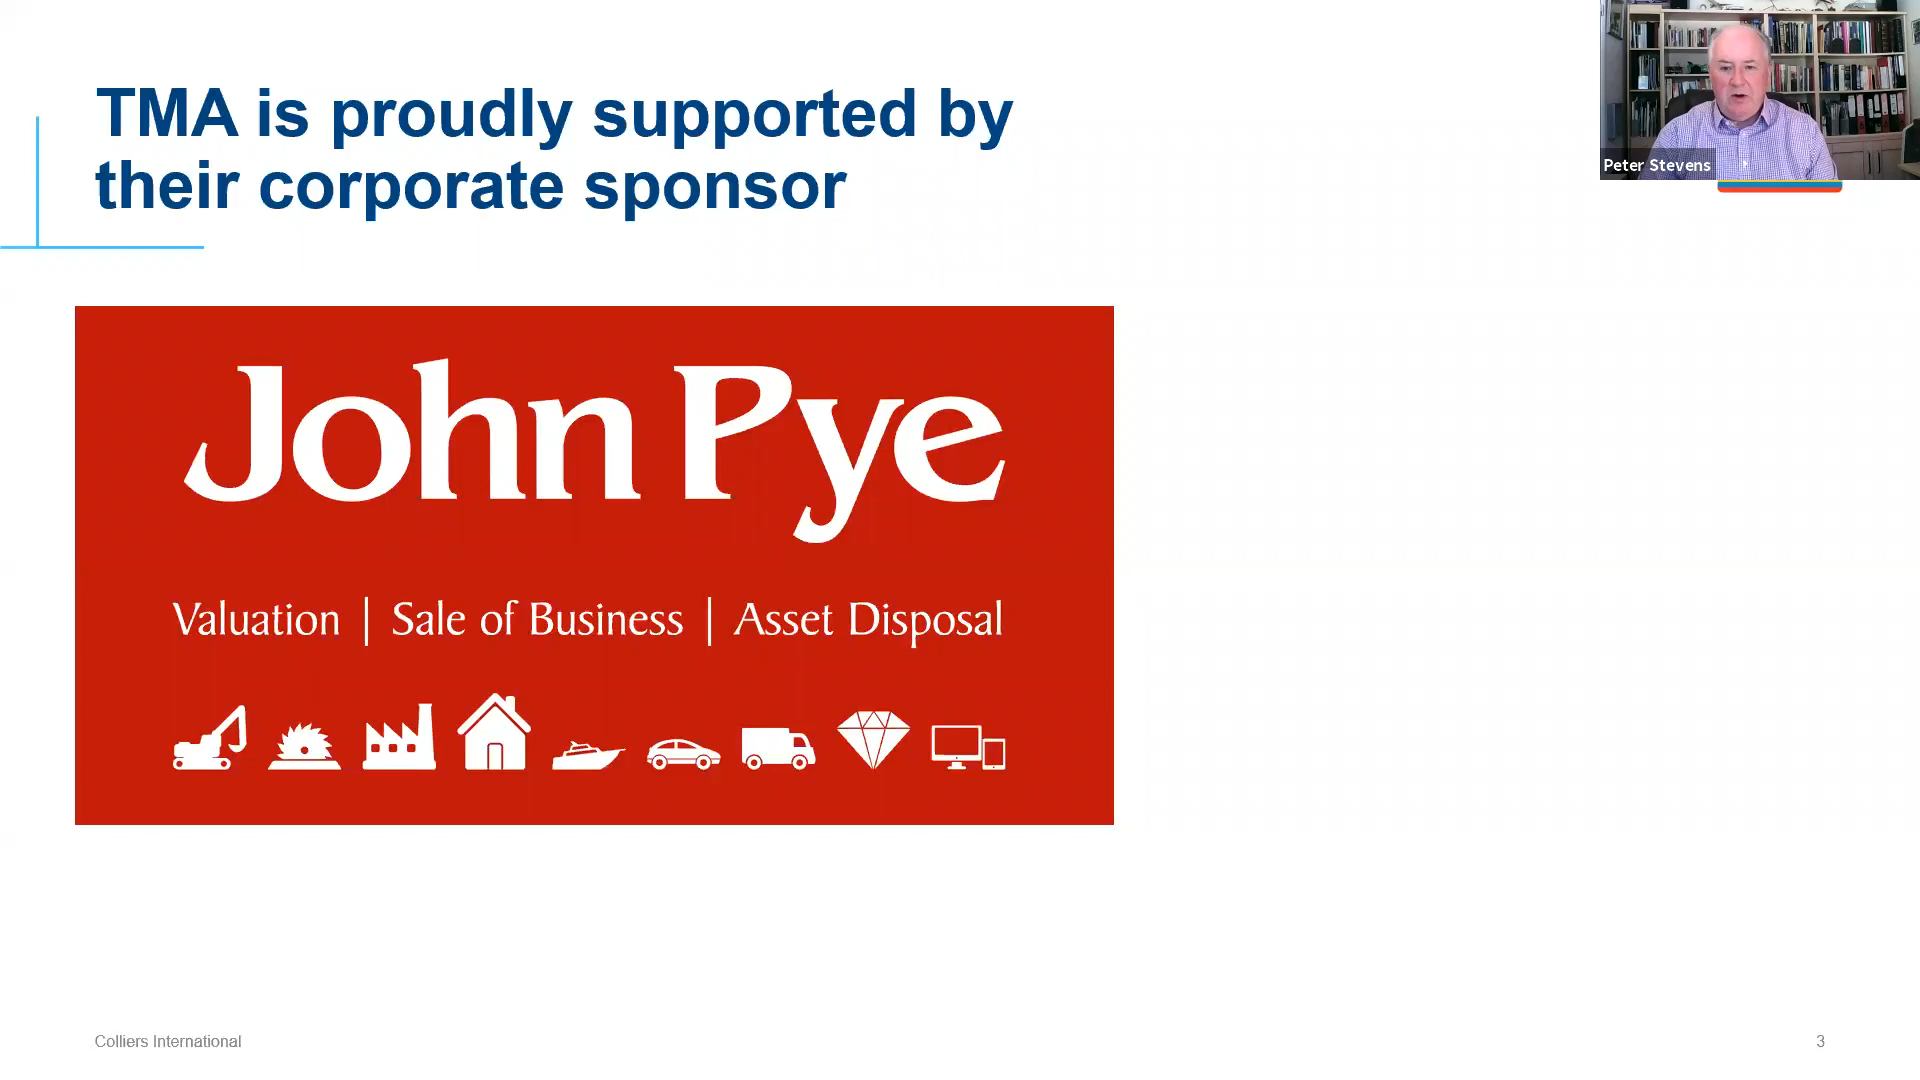 TMA is proudly supported by
their corporate sponsor
Peter Stevens
John Pye
Valuation | Sale of Business | Asset Disposal
Colliers International
3